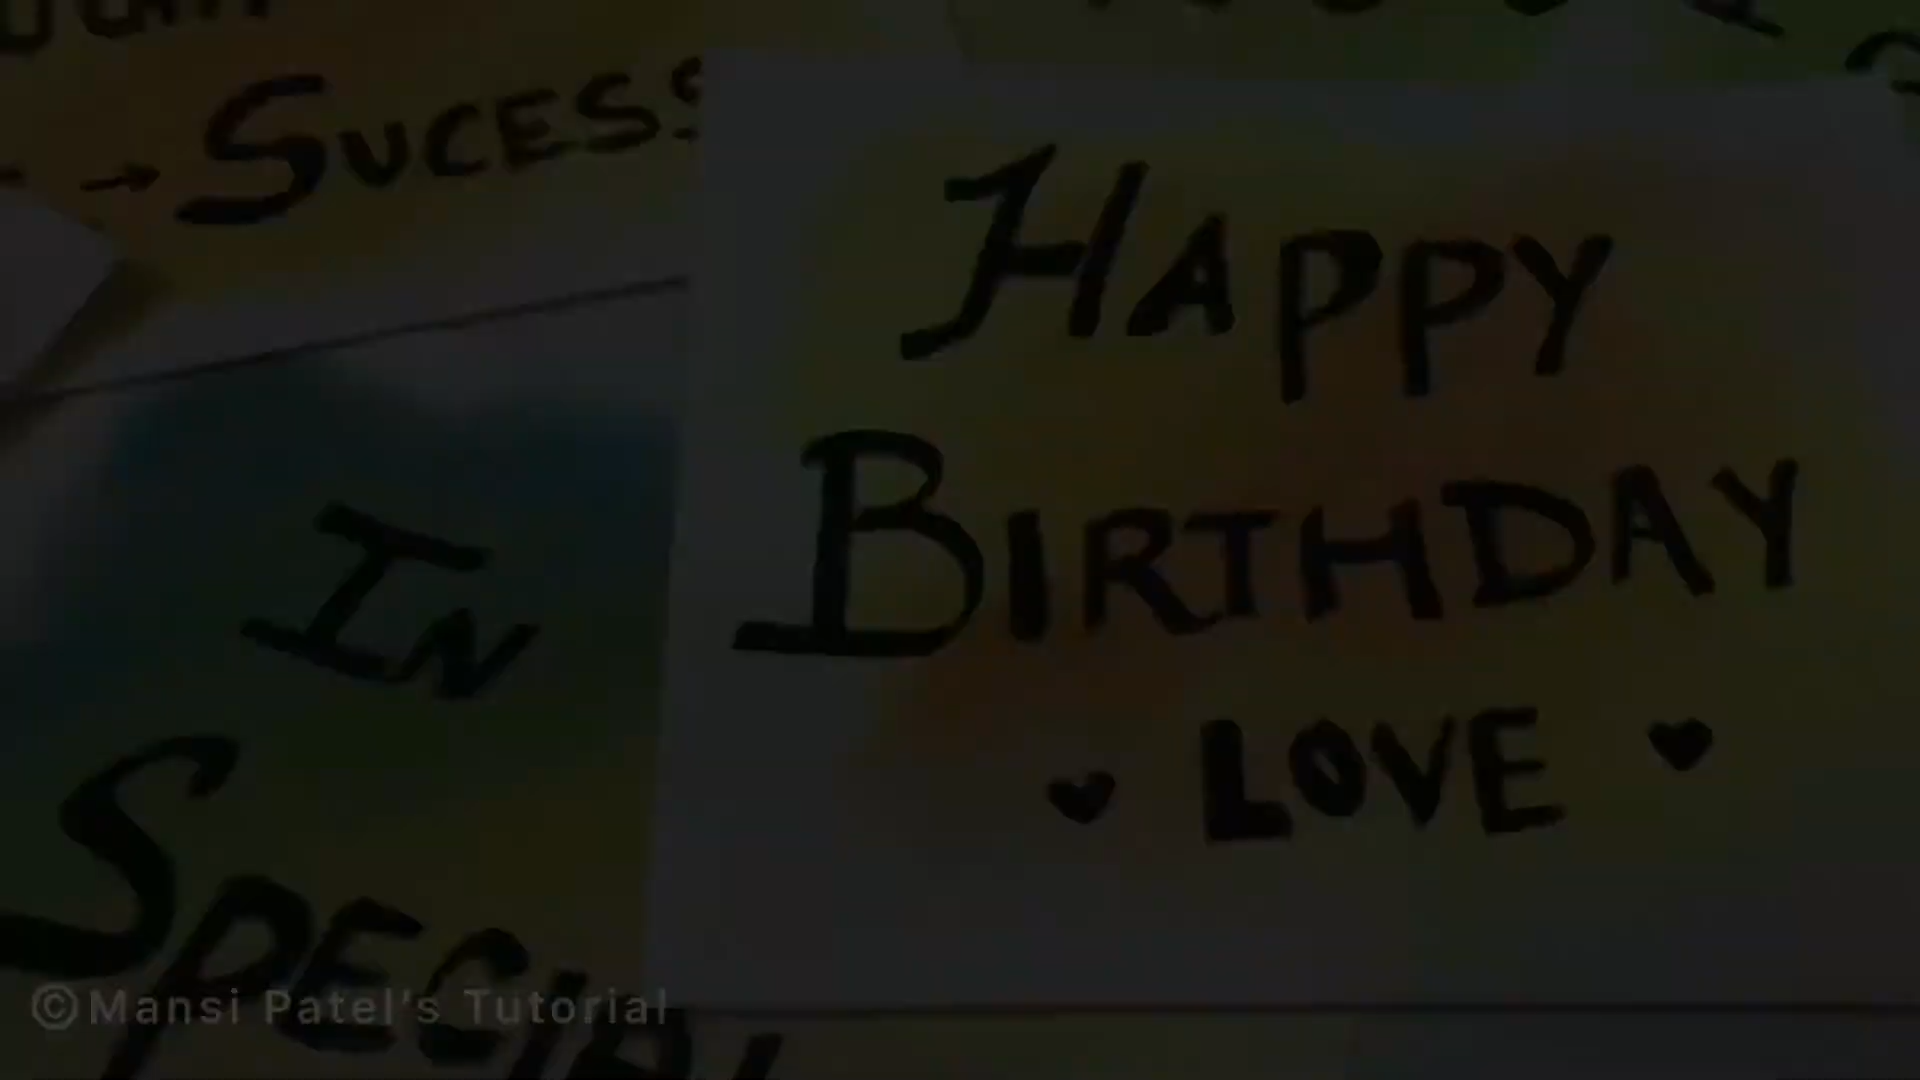 → SUCESS
HAPPY
BIRTHDAY
♥ LOVE ♥
IN
SPECIAL
©Mansi Patel's Tutorial